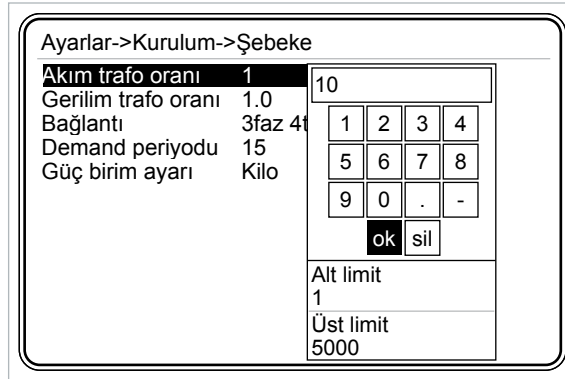 Ayarlar->Kurulum->Şebeke
Akım trafo oranı 1
Gerilim trafo oranı 1.0
Bağlantı 3faz 4t
Demand periyodu 15
Güç birim ayarı Kilo
10
1 2 3 4
5 6 7 8
9 0 . -
ok sil
Alt limit
1
Üst limit
5000